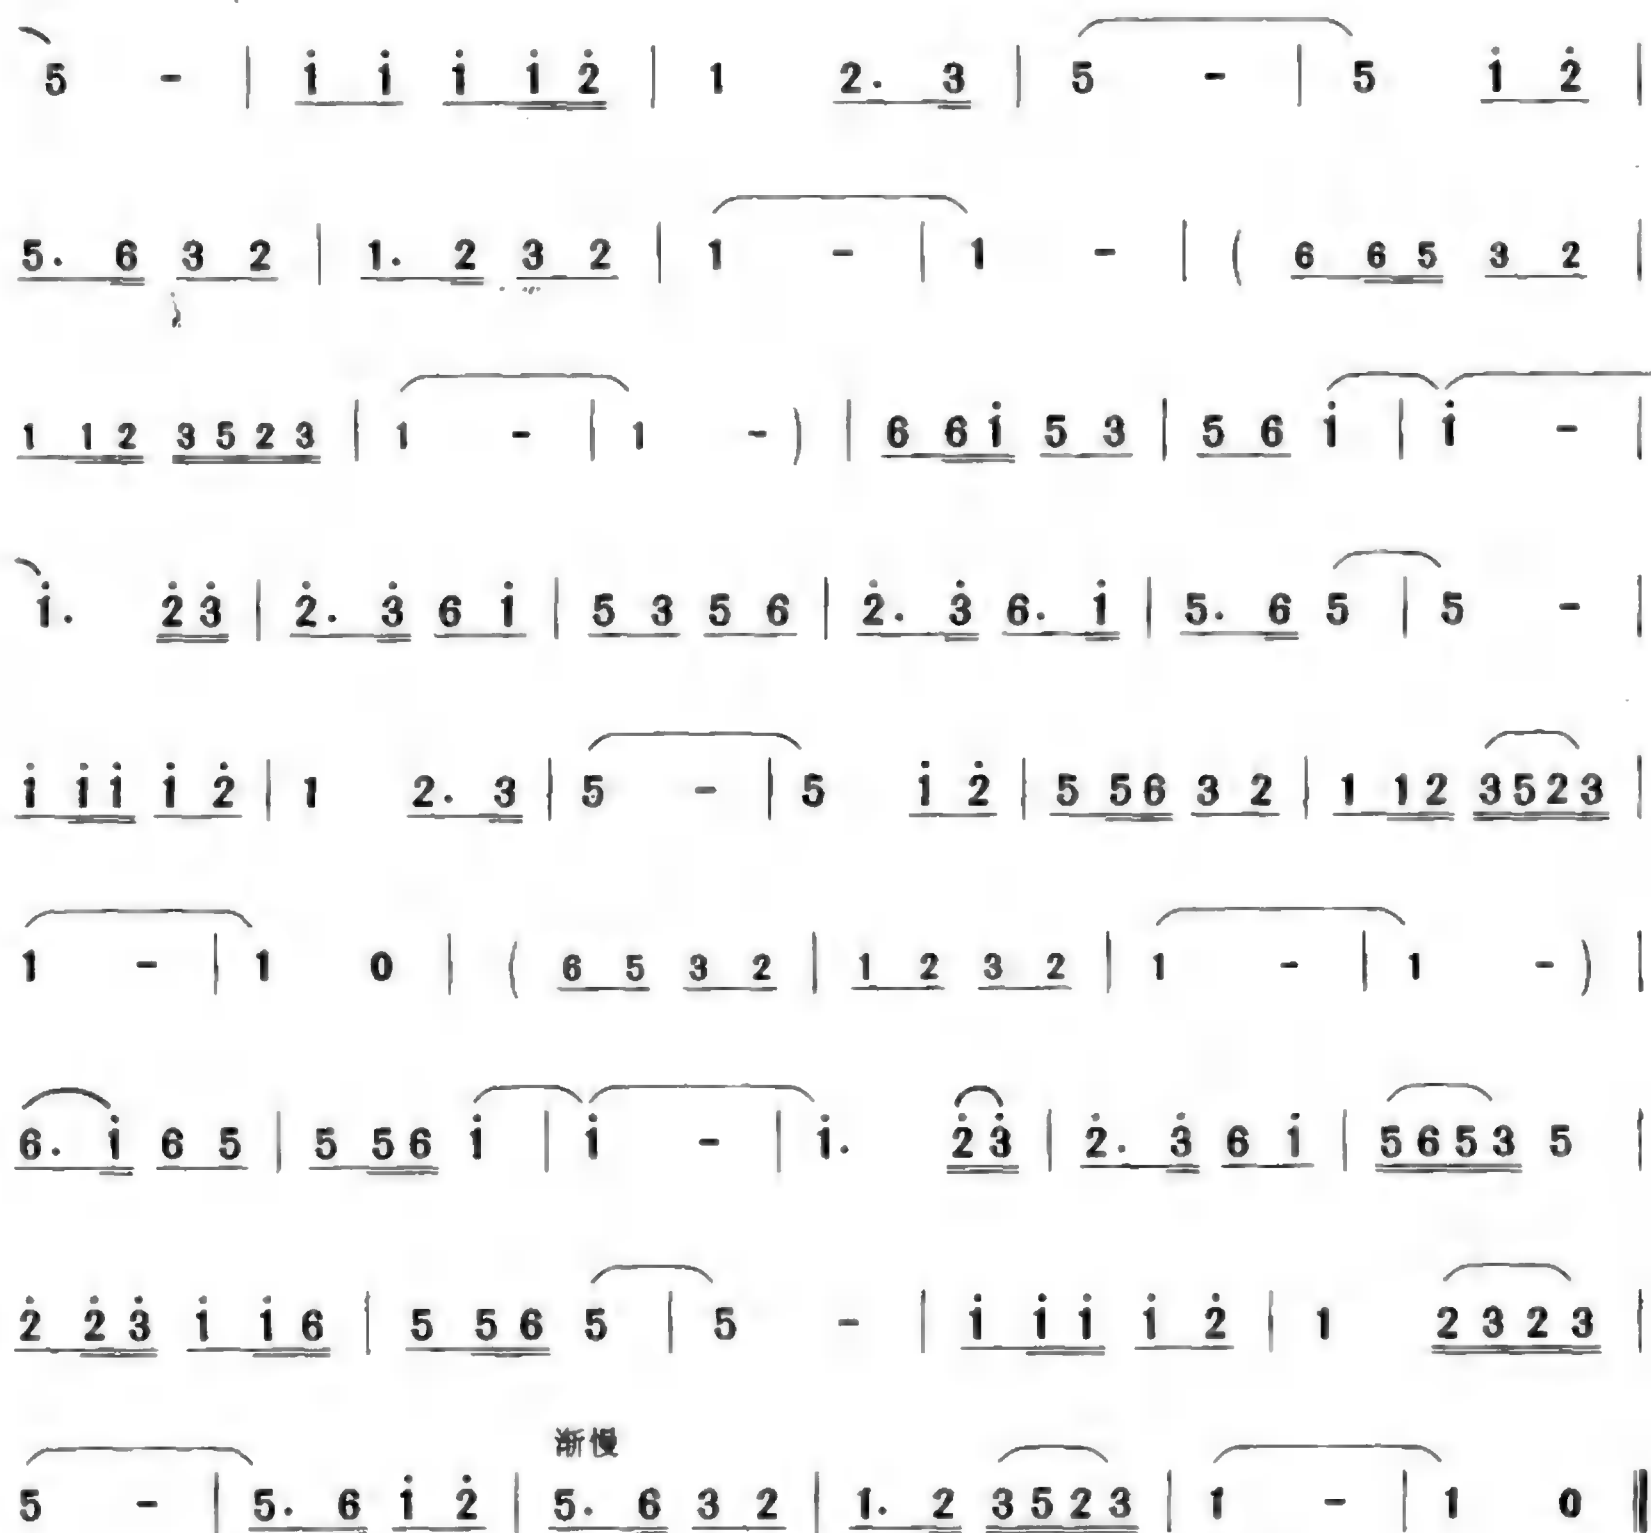 5 - | i̇ i̇ i̇ i̇ 2̇ | 1 2. 3 | 5 - | 5 i̇ 2̇ |
5. 6 3 2 | 1. 2 3 2 | 1 - | 1 - | ( 6 6 5 3 2 |
1 1 2 3 5 2 3 | 1 - | 1 - ) | 6 6 i̇ 5 3 | 5 6 i̇ | i̇ - |
i̇. 2̇ 3̇ | 2̇. 3̇ 6 i̇ | 5 3 5 6 | 2̇. 3̇ 6. i̇ | 5. 6 5 | 5 - |
i̇ i̇ i̇ i̇ 2̇ | 1 2. 3 | 5 - | 5 i̇ 2̇ | 5 5 6 3 2 | 1 1 2 3 5 2 3 |
1 - | 1 0 | ( 6 5 3 2 | 1 2 3 2 | 1 - | 1 - ) |
6. i̇ 6 5 | 5 5 6 i̇ | i̇ - | i̇. 2̇ 3̇ | 2̇. 3̇ 6 i̇ | 5 6 5 3 5 |
2̇ 2̇ 3̇ i̇ i̇ 6 | 5 5 6 5 | 5 - | i̇ i̇ i̇ i̇ 2̇ | 1 2 3 2 3 |
渐慢
5 - | 5. 6 i̇ 2̇ | 5. 6 3 2 | 1. 2 3 5 2 3 | 1 - | 1 0 ‖